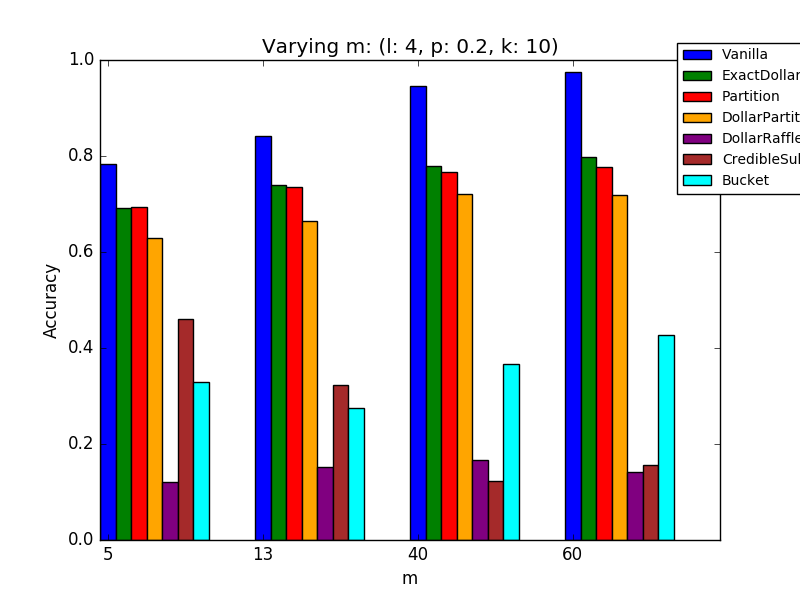 Varying m: (l: 4, p: 0.2, k: 10)
Vanilla
ExactDollar
Partition
DollarPartit
DollarRaffle
CredibleSu
Bucket
1.0
0.8
0.6
0.4
0.2
0.0
Accuracy
5 13 40 60
m